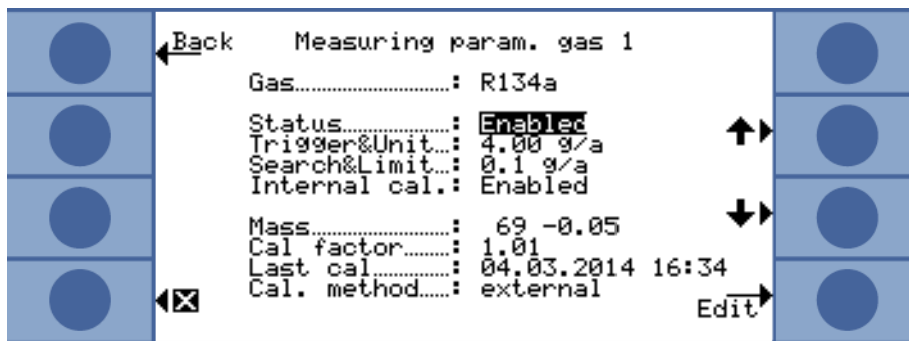 Back Measuring param. gas 1
Gas.....................: R134a
Status................: Enabled
Trigger&Unit...: 4.00 g/a
Search&Limit...: 0.1 g/a
Internal cal.: Enabled
Mass....................: 69 -0.05
Cal factor........: 1.01
Last cal.............: 04.03.2014 16:34
Cal. method.....: external
Edit